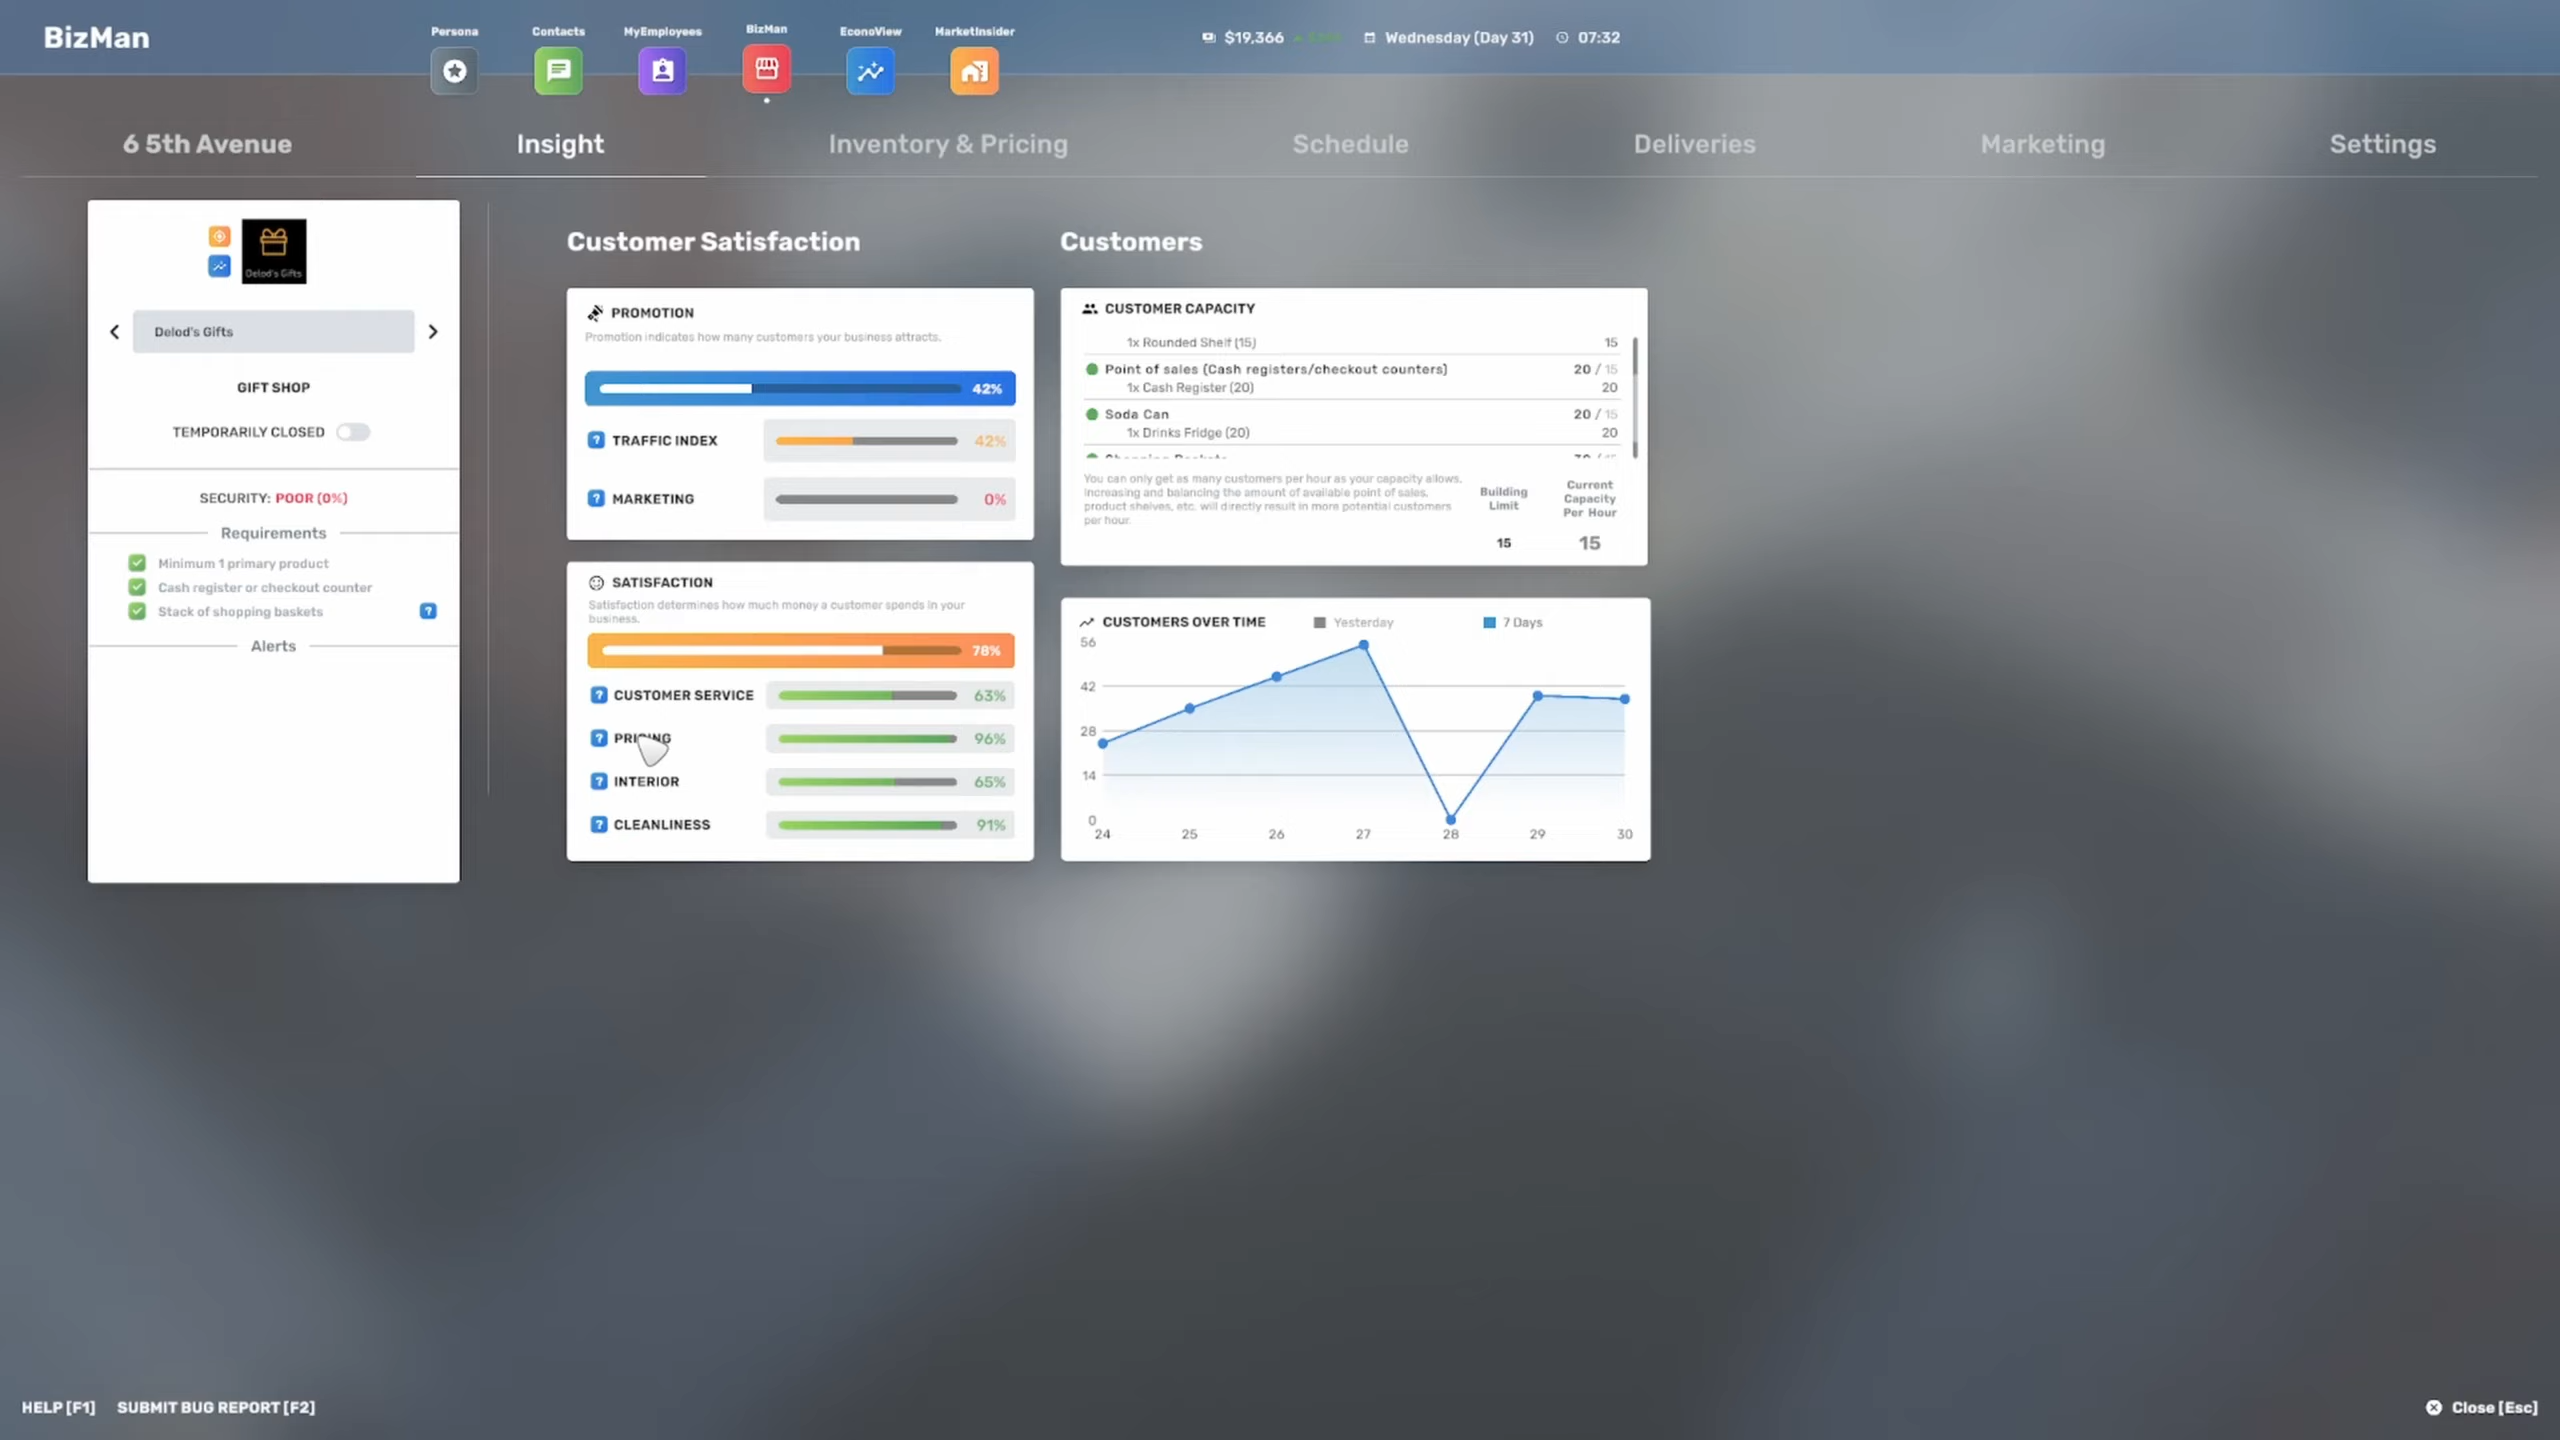 BizMan
Persona
Contacts
MyEmployees
BizMan
EconoView
MarketInsider
$19,366
Wednesday (Day 31)
07:32
6 5th Avenue
Insight
Inventory & Pricing
Schedule
Deliveries
Marketing
Settings
Delod's Gifts
Delod's Gifts
GIFT SHOP
TEMPORARILY CLOSED
SECURITY: POOR (0%)
Requirements
Minimum 1 primary product
Cash register or checkout counter
Stack of shopping baskets
?
Alerts
Customer Satisfaction
PROMOTION
Promotion indicates how many customers your business attracts.
42%
? TRAFFIC INDEX 42%
? MARKETING 0%
SATISFACTION
Satisfaction determines how much money a customer spends in your
business.
78%
? CUSTOMER SERVICE 63%
? PRICING 96%
? INTERIOR 65%
? CLEANLINESS 91%
Customers
CUSTOMER CAPACITY
1x Rounded Shelf (15) 15
Point of sales (Cash registers/checkout counters) 20 / 15
1x Cash Register (20) 20
Soda Can 20 / 15
1x Drinks Fridge (20) 20
You can only get as many customers per hour as your capacity allows.
Increasing and balancing the amount of available point of sales,
product shelves, etc. will directly result in more potential customers
per hour.
Building
Limit
15
Current
Capacity
Per Hour
15
CUSTOMERS OVER TIME
Yesterday
7 Days
56
42
28
14
0
24 25 26 27 28 29 30
HELP [F1]
SUBMIT BUG REPORT [F2]
Close [Esc]